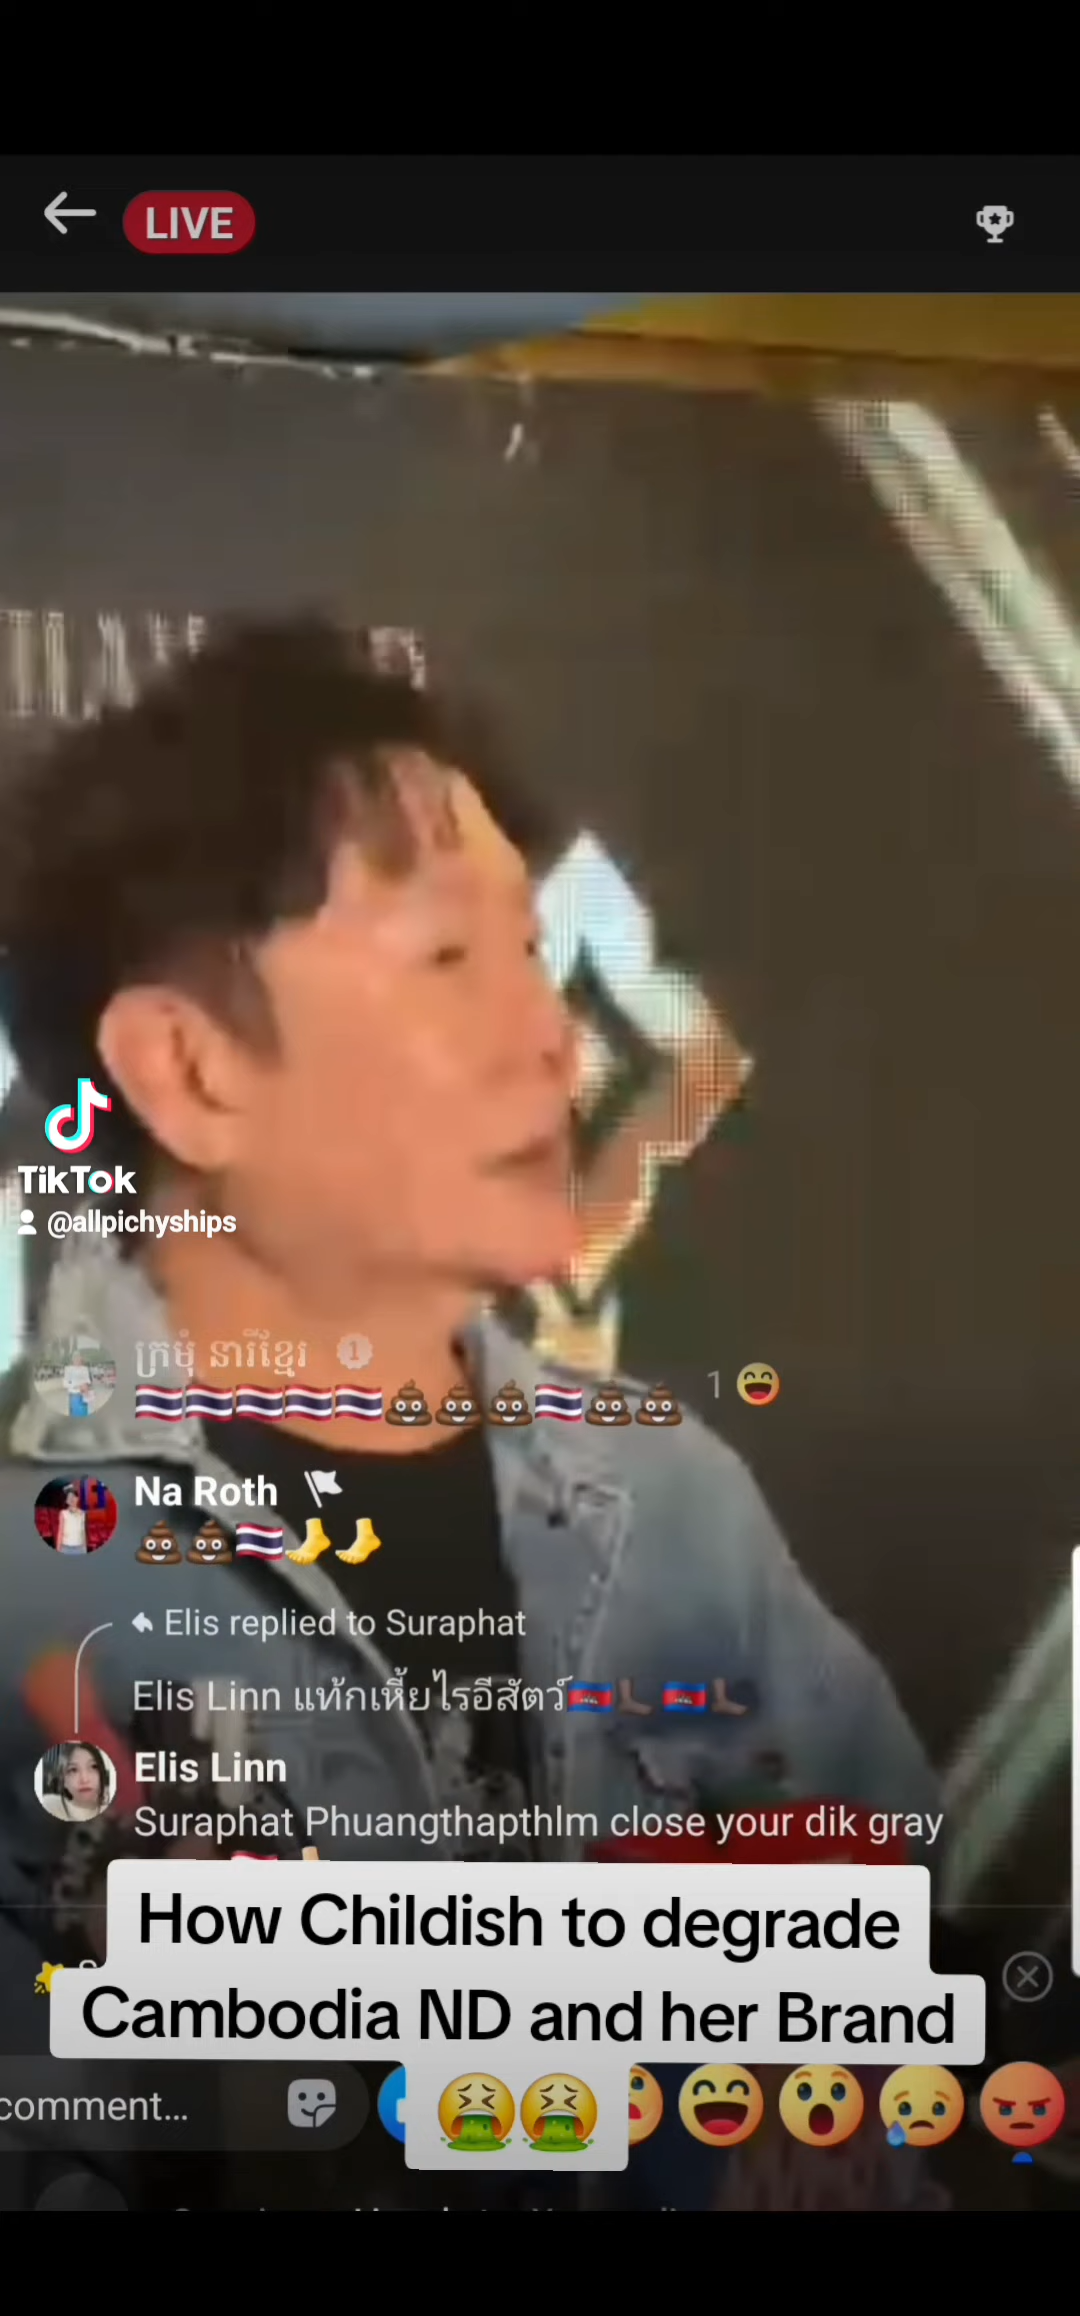 LIVE
TikTok
@allpichyships
ក្រមុំ នារីខ្មែរ 1
🇹🇭🇹🇭🇹🇭🇹🇭🇹🇭💩💩💩🇹🇭💩💩 1 😄
Na Roth
💩💩🇹🇭🦶🦶
Elis replied to Suraphat
Elis Linn แท้กเหี้ยไรอีสัตว์🇰🇭🦶🏿🇰🇭🦶🏿
Elis Linn
Suraphat Phuangthapthlm close your dik gray
How Childish to degrade
Cambodia ND and her Brand
🤮🤮
comment...